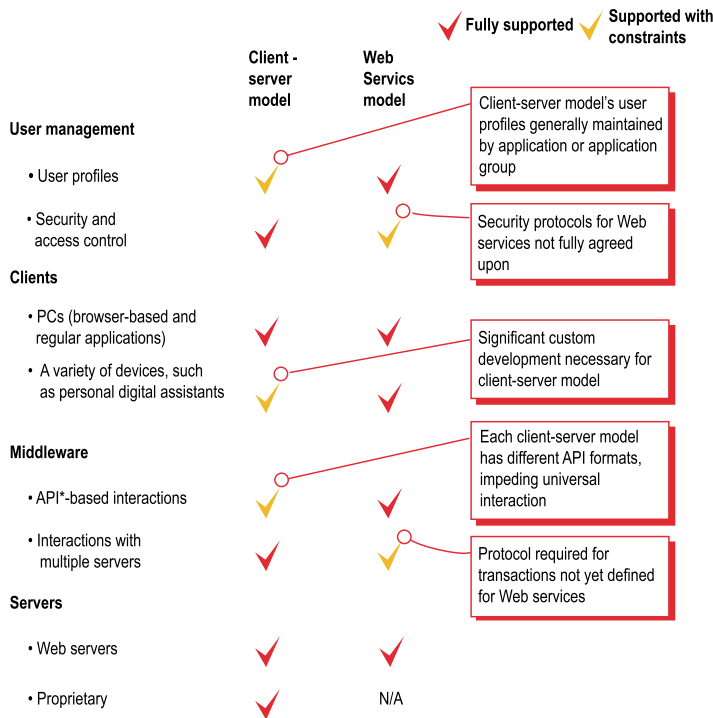 Fully supported
Supported with
constraints
Client -
server
model
Web
Servics
model
User management
• User profiles
• Security and
access control
Clients
• PCs (browser-based and
regular applications)
• A variety of devices, such
as personal digital assistants
Middleware
• API*-based interactions
• Interactions with
multiple servers
Servers
• Web servers
• Proprietary
N/A
Client-server model’s user
profiles generally maintained
by application or application
group
Security protocols for Web
services not fully agreed
upon
Significant custom
development necessary for
client-server model
Each client-server model
has different API formats,
impeding universal
interaction
Protocol required for
transactions not yet defined
for Web services